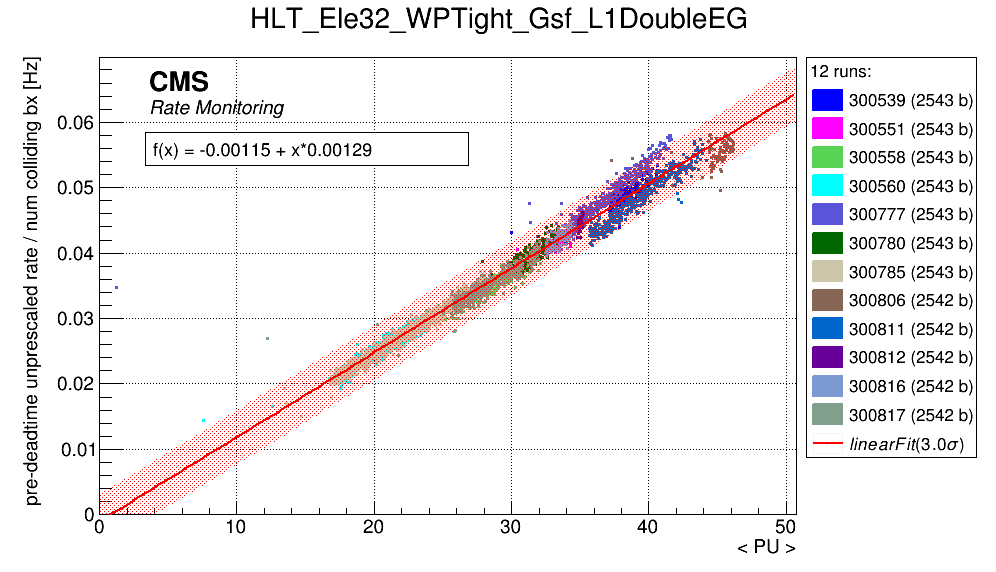 HLT_Ele32_WPTight_Gsf_L1DoubleEG
pre-deadtime unprescaled rate / num colliding bx [Hz]
CMS
Rate Monitoring
f(x) = -0.00115 + x*0.00129
0.06
0.05
0.04
0.03
0.02
0.01
0
0 10 20 30 40 50
< PU >
12 runs:
300539 (2543 b)
300551 (2543 b)
300558 (2543 b)
300560 (2543 b)
300777 (2543 b)
300780 (2543 b)
300785 (2543 b)
300806 (2542 b)
300811 (2542 b)
300812 (2542 b)
300816 (2542 b)
300817 (2542 b)
linearFit(3.0σ)